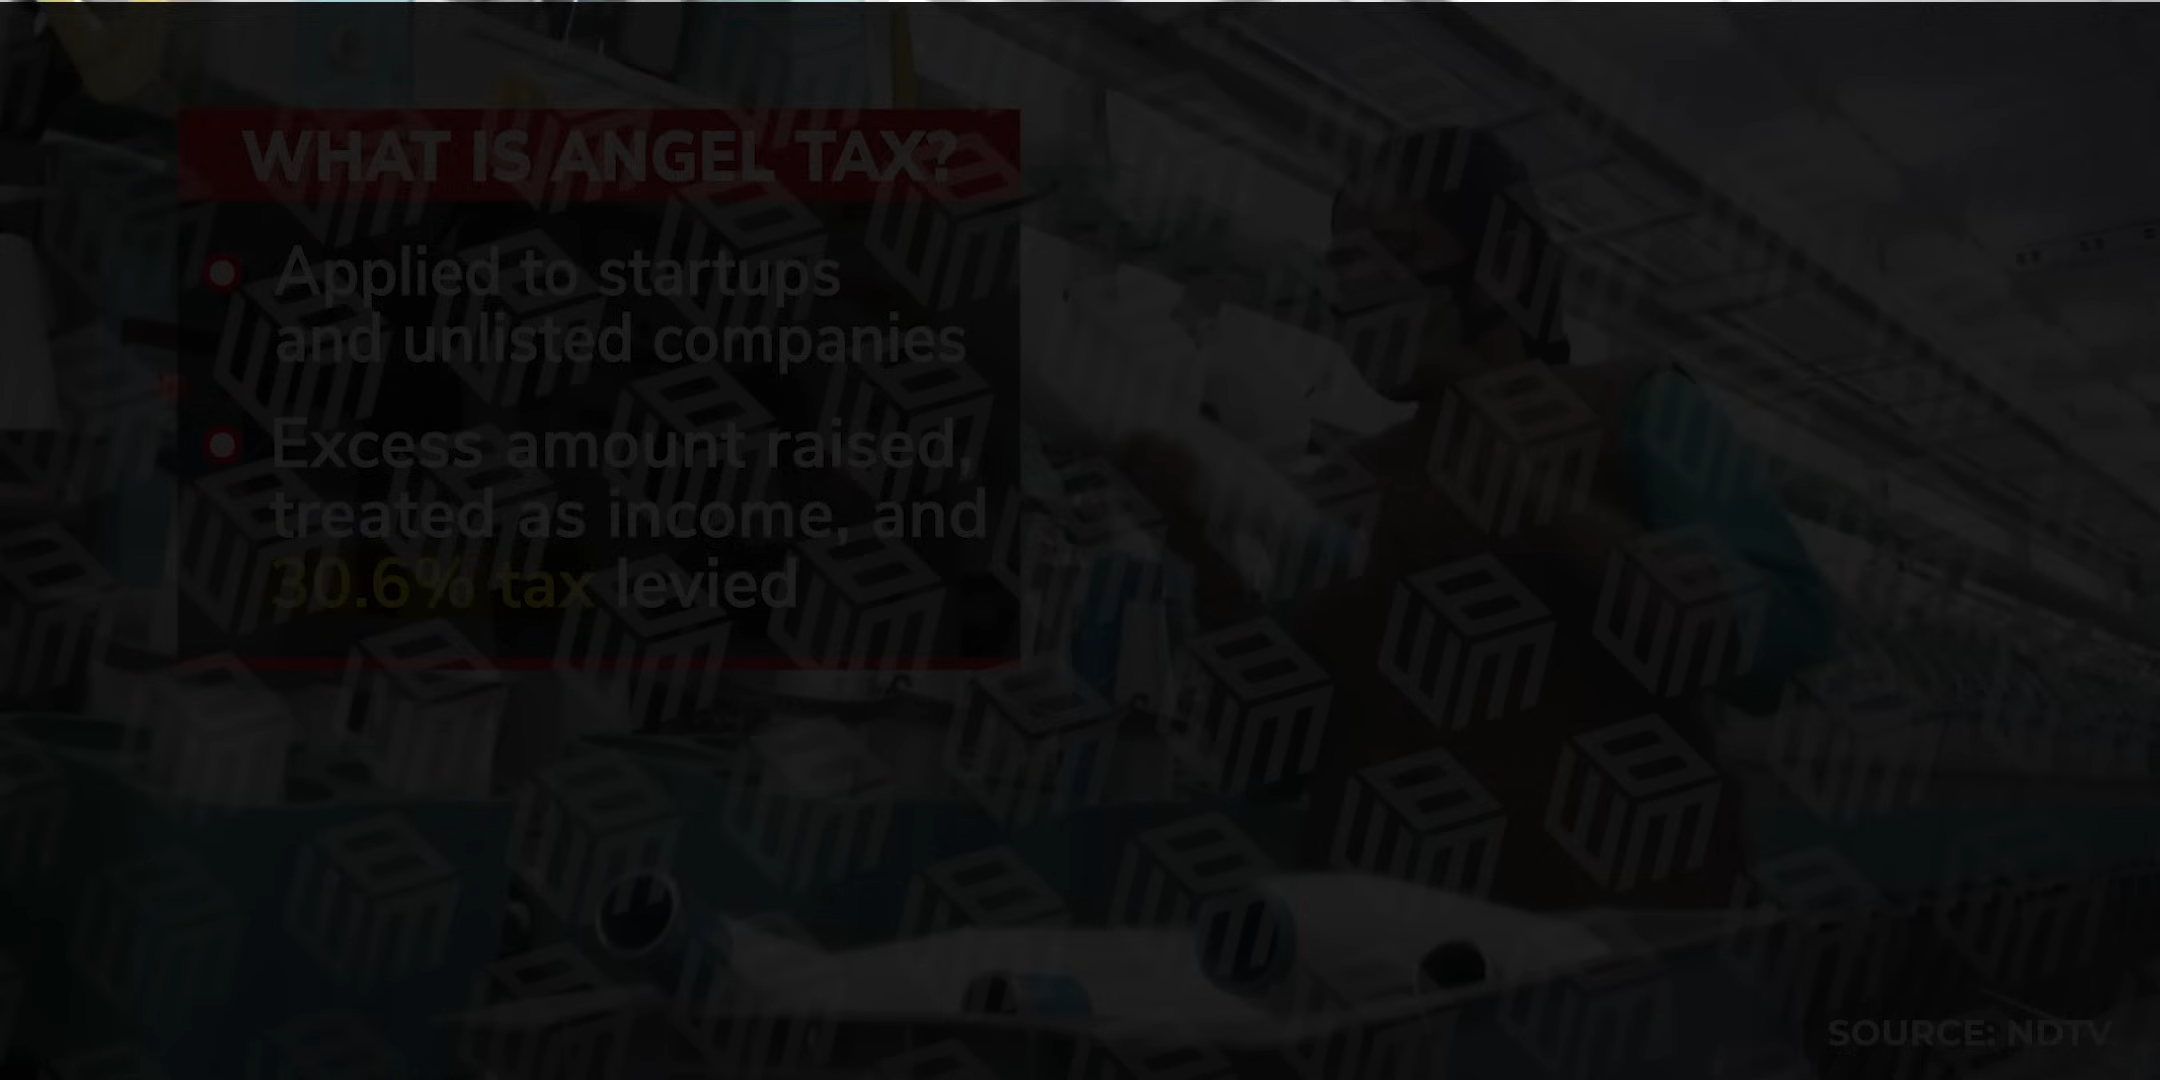 WHAT IS ANGEL TAX?
Applied to startups
and unlisted companies
Excess amount raised,
treated as income, and
30.6% tax levied
SOURCE: NDTV